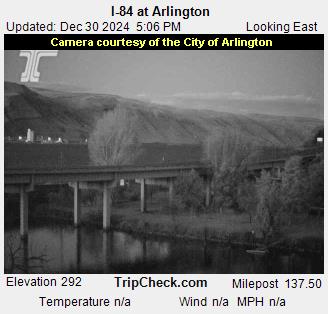 I-84 at Arlington
Updated: Dec 30 2024 5:06 PM Looking East
Camera courtesy of the City of Arlington
Elevation 292 TripCheck.com Milepost 137.50
Temperature n/a Wind n/a MPH n/a